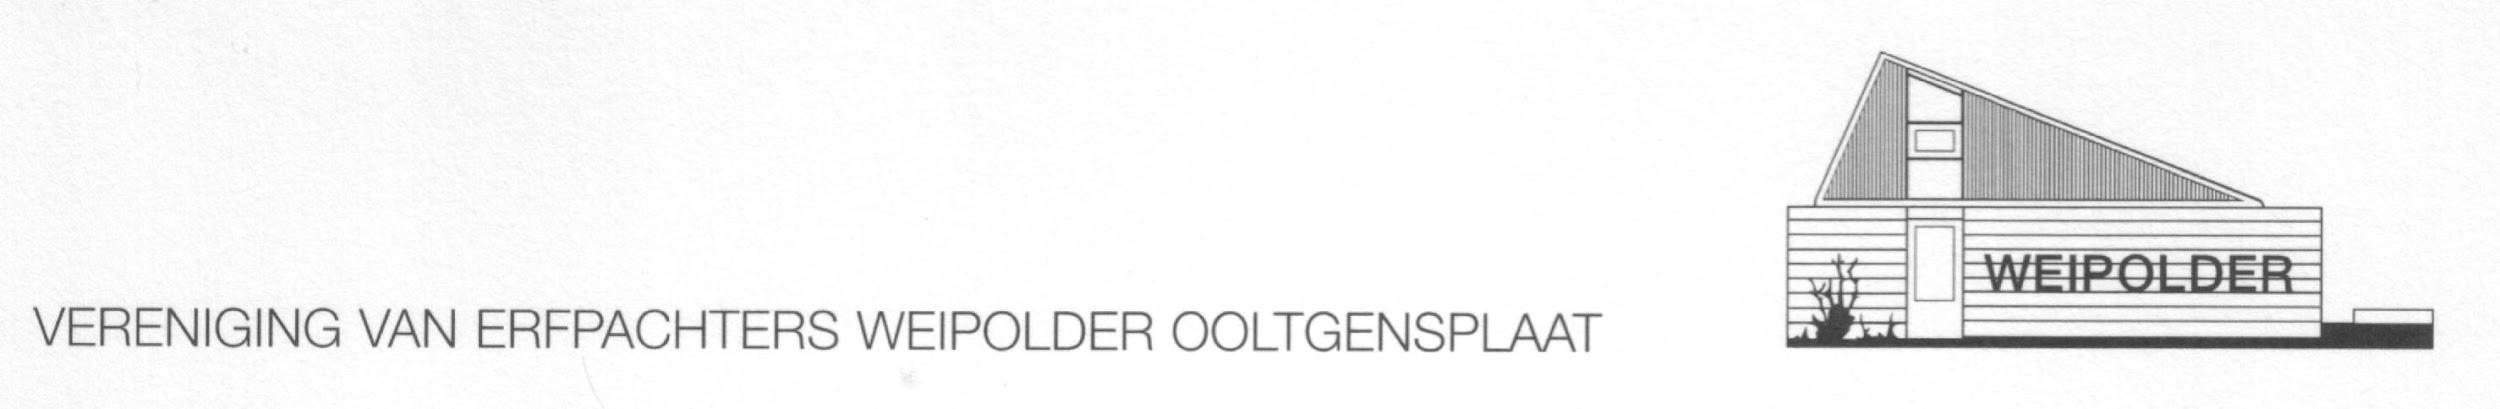 VERENIGING VAN ERFPACHTERS WEIPOLDER OOLTGENSPLAAT
WEIPOLDER